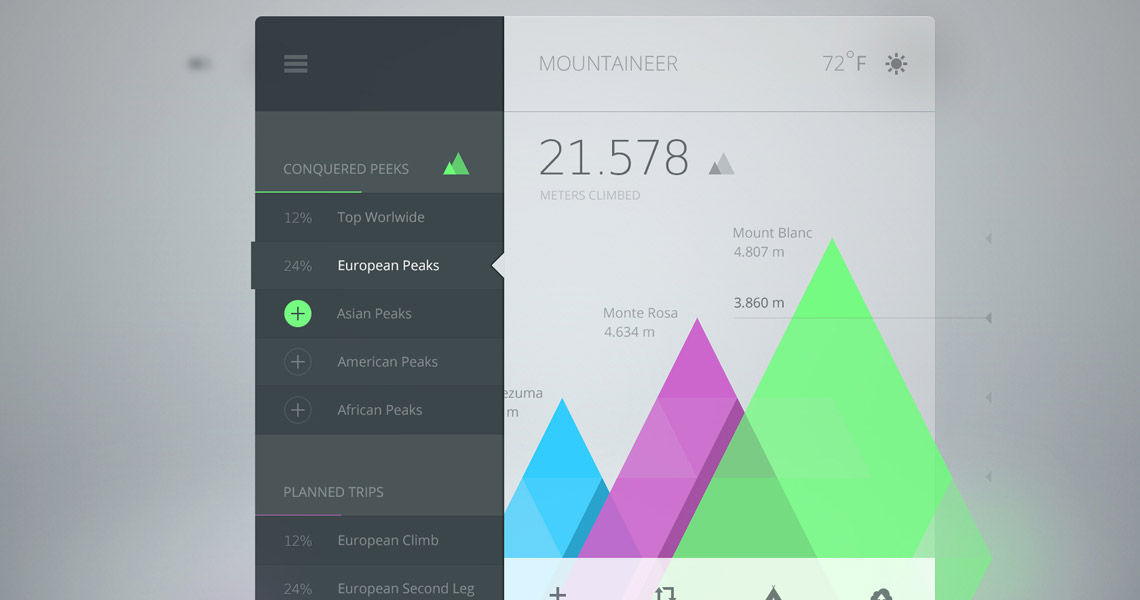 MOUNTAINEER
72°F
CONQUERED PEEKS
12% Top Worlwide
24% European Peaks
Asian Peaks
American Peaks
African Peaks
PLANNED TRIPS
12% European Climb
24% European Second Leg
21.578
METERS CLIMBED
Mount Blanc
4.807 m
3.860 m
Monte Rosa
4.634 m
ezuma
m